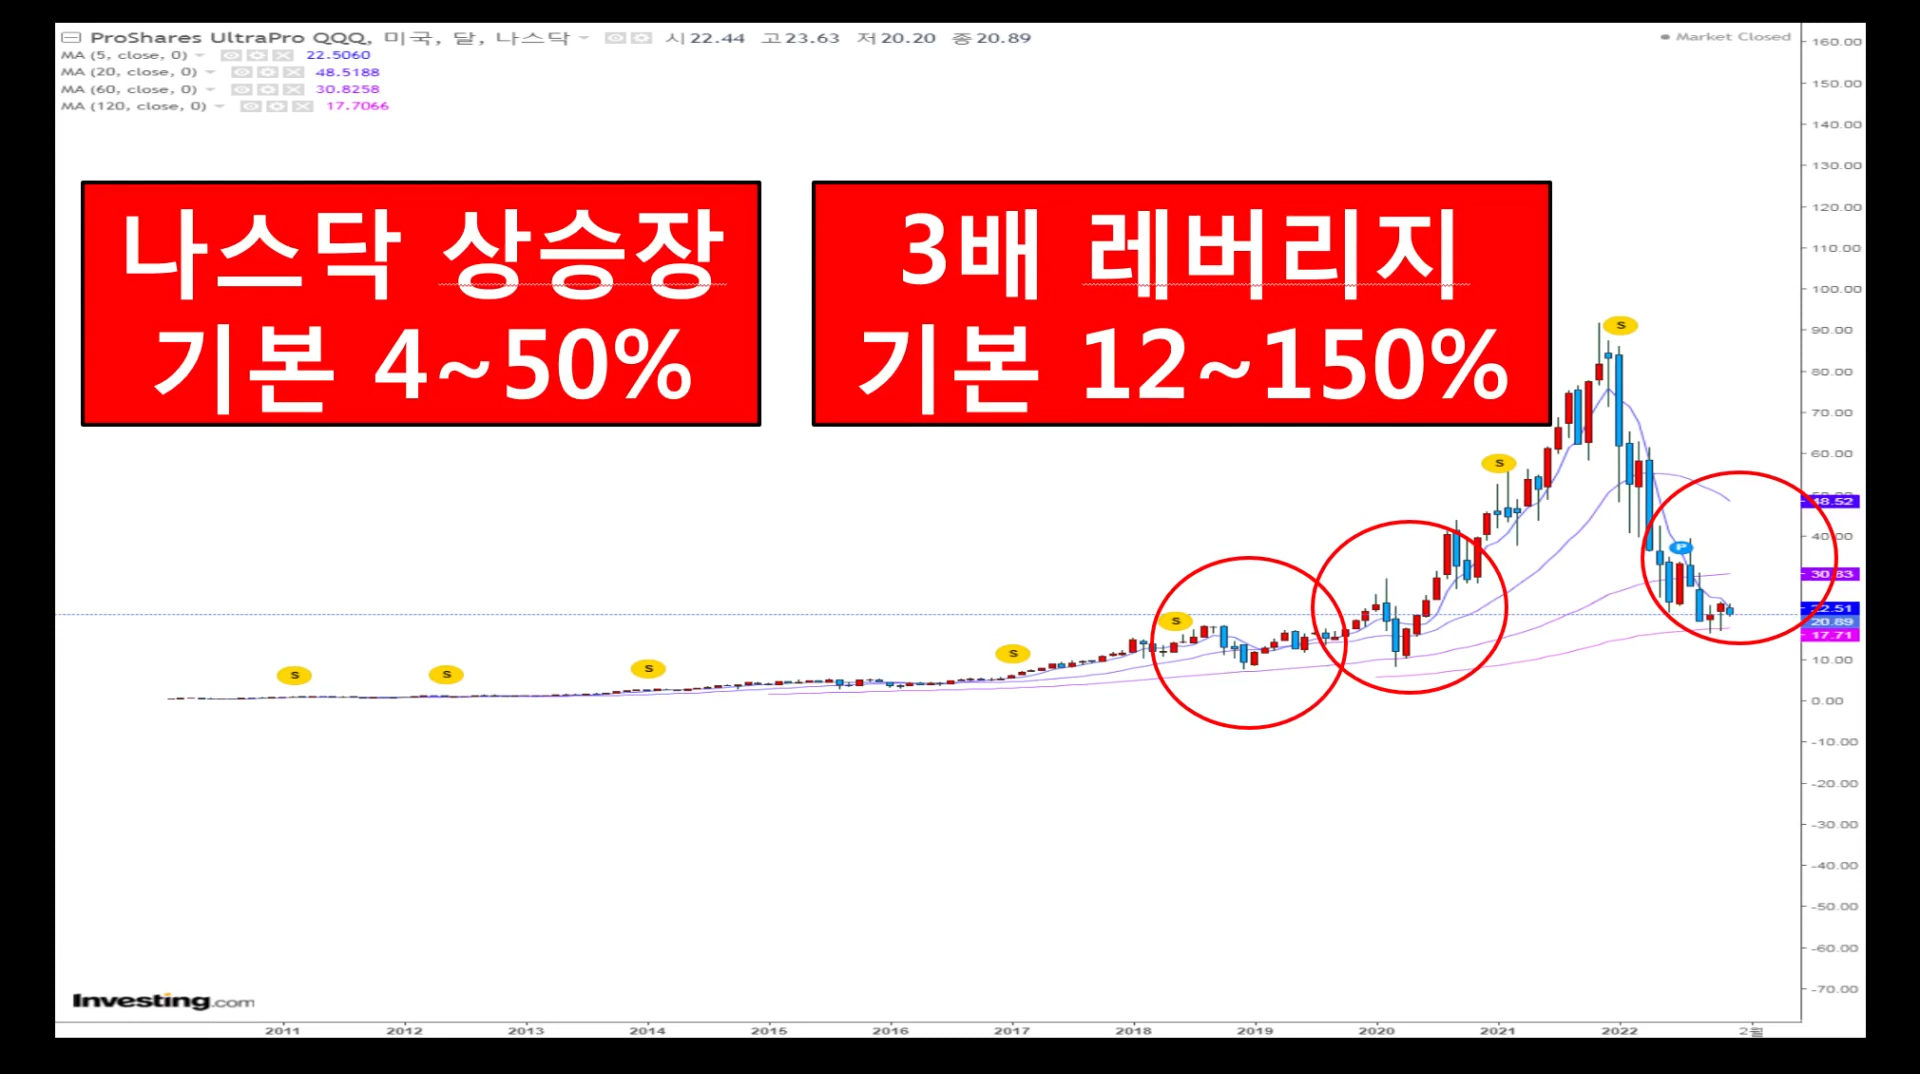 ProShares UltraPro QQQ, 미국, 달, 나스닥 시22.44 고23.63 저20.20 종20.89
Market Closed
MA (5, close, 0) 22.5060
MA (20, close, 0) 48.5188
MA (60, close, 0) 30.8258
MA (120, close, 0) 17.7066
나스닥 상승장
기본 4~50%
3배 레버리지
기본 12~150%
S
S
S
S
S
S
S
P
160.00
150.00
140.00
130.00
120.00
110.00
100.00
90.00
80.00
70.00
60.00
48.52
40.00
30.83
22.51
20.89
17.71
10.00
0.00
-10.00
-20.00
-30.00
-40.00
-50.00
-60.00
-70.00
Investing.com
2011 2012 2013 2014 2015 2016 2017 2018 2019 2020 2021 2022 2월